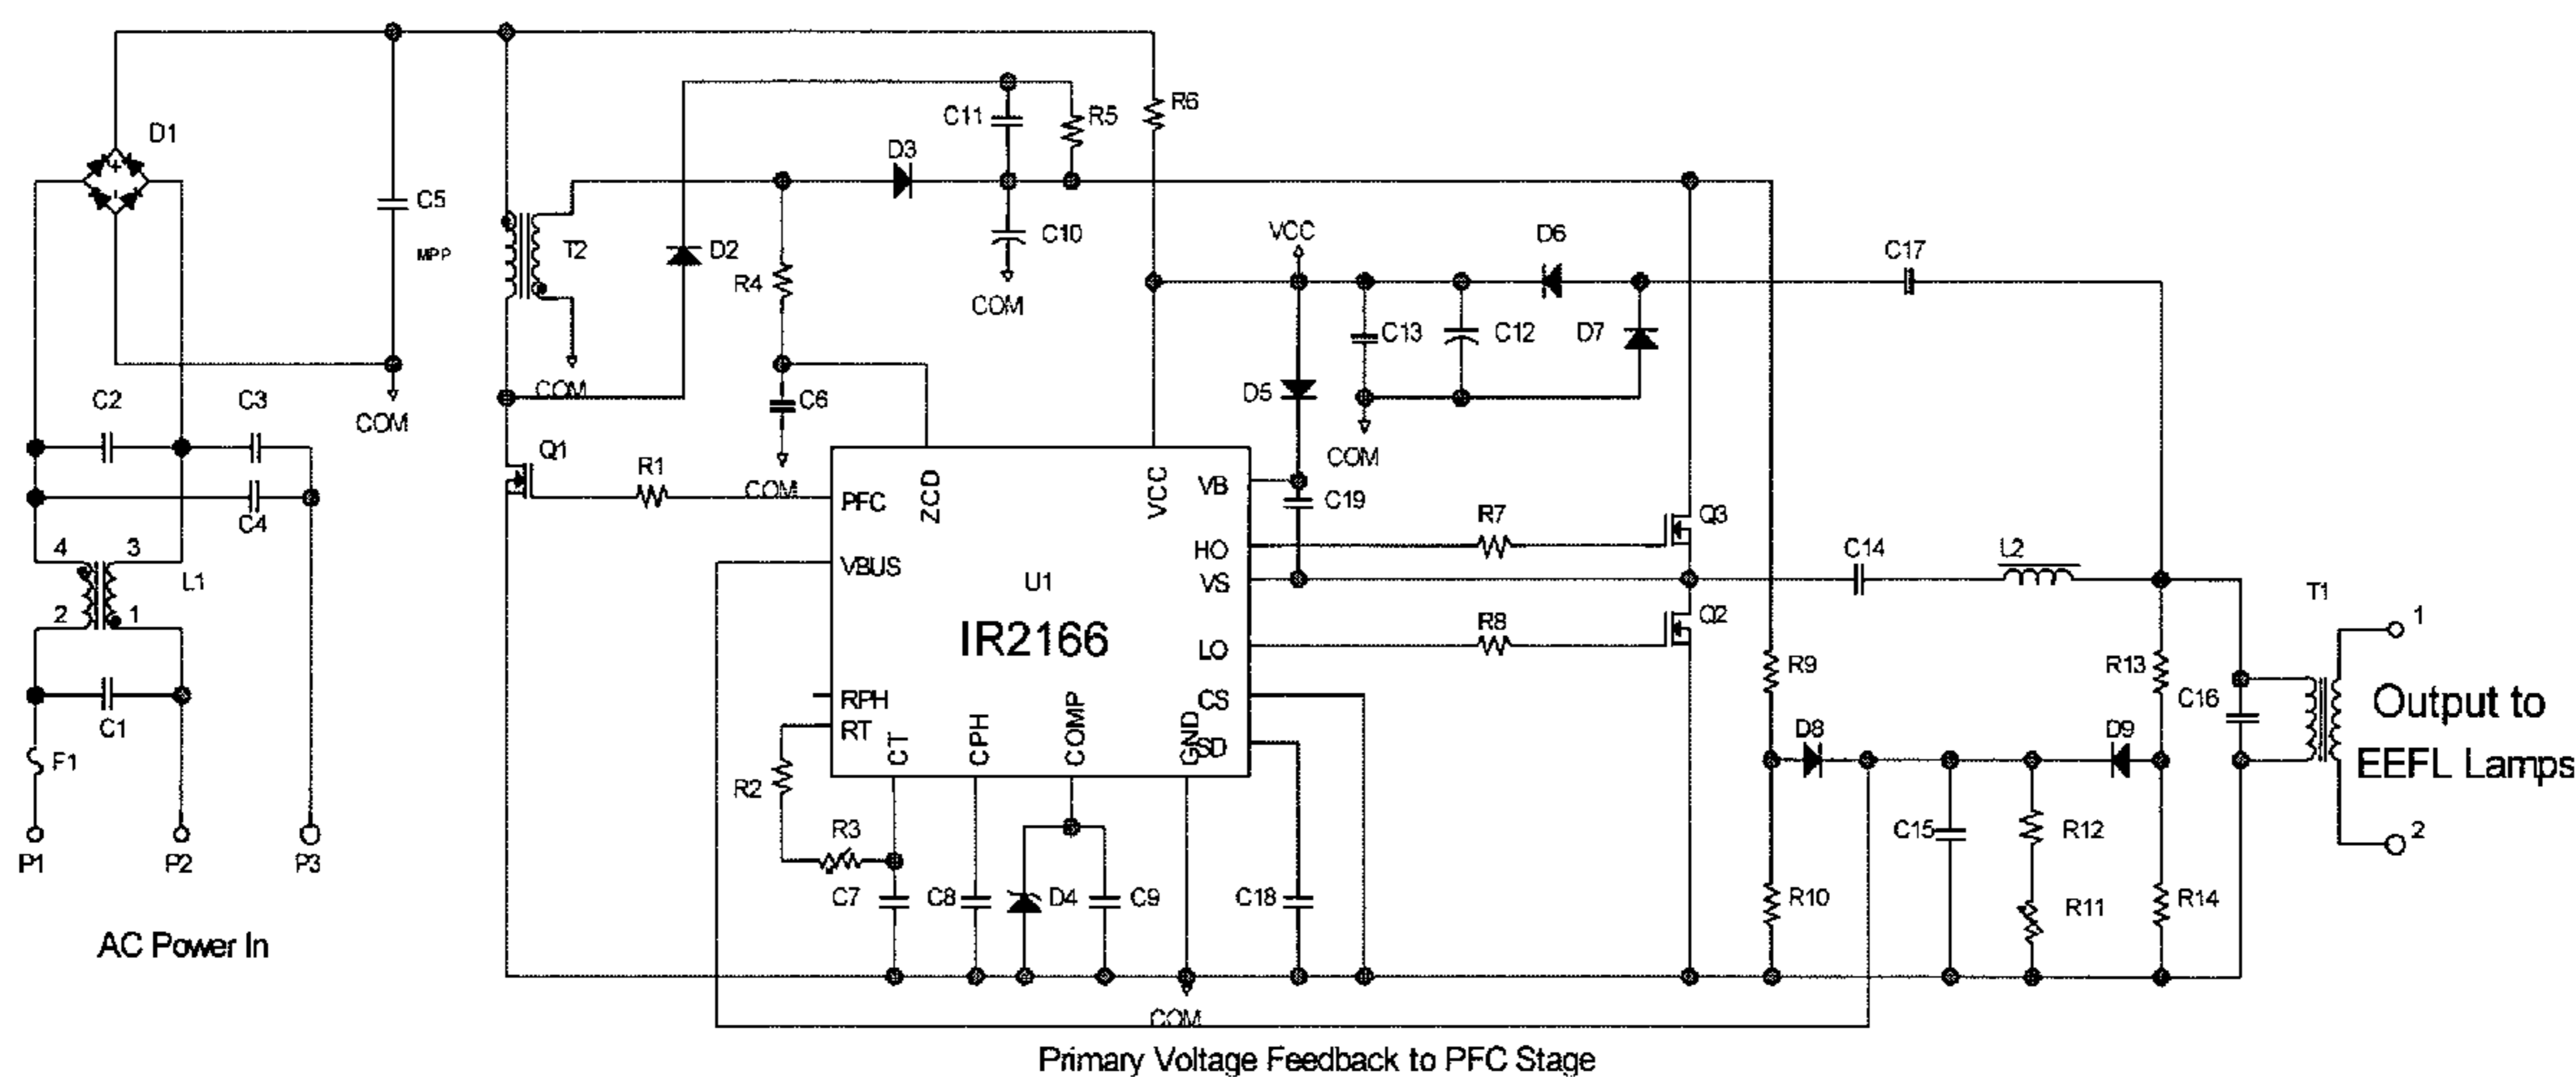 D1
C5
MPP
COM
C2
C3
C4
4
3
L1
2
1
C1
F1
P1
P2
P3
AC Power In
T2
COM
D2
R4
C6
COM
Q1
R1
D3
C11
R5
C10
COM
R6
VCC
D6
C17
C13
C12
D7
D5
COM
C19
PFC
ZCD
VCC
VB
HO
VS
LO
CS
SD
VBUS
U1
IR2166
RPH
RT
CT
CPH
COMP
GND
R7
Q3
R8
Q2
C14
L2
T1
1
R9
R13
C16
Output to
EEFL Lamps
D8
D9
2
R2
R3
C7
C8
D4
C9
C18
R10
C15
R12
R11
R14
COM
Primary Voltage Feedback to PFC Stage